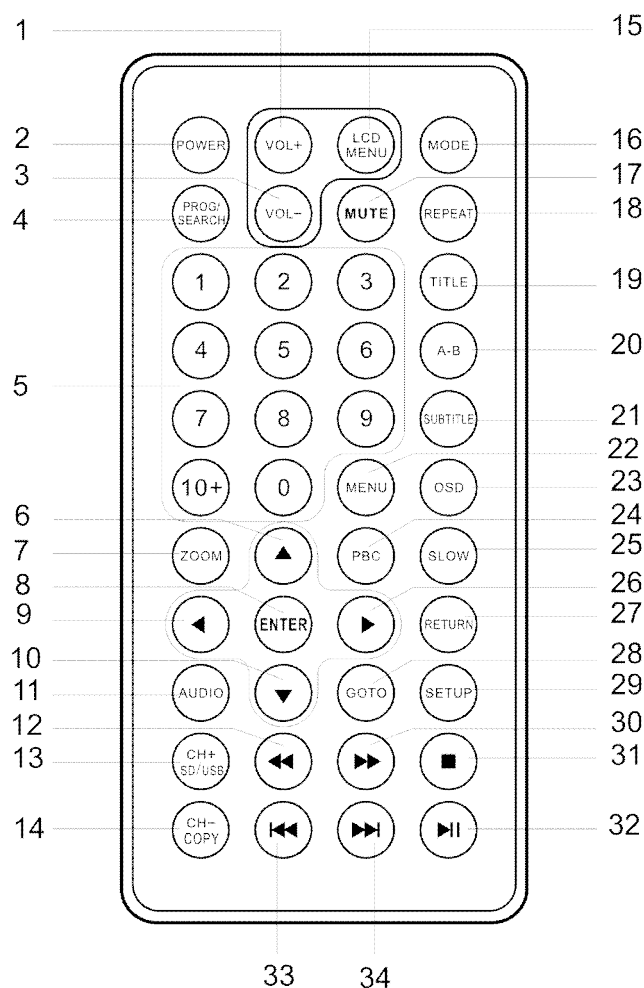 1
15
2
POWER
VOL+
LCD
MENU
MODE
16
3
17
4
PROG/
SEARCH
VOL-
MUTE
REPEAT
18
1
2
3
TITLE
19
4
5
6
A-B
20
5
7
8
9
SUBTITLE
21
22
10+
0
MENU
OSD
23
6
24
7
ZOOM
PBC
SLOW
25
8
26
9
ENTER
RETURN
27
10
28
11
AUDIO
GOTO
SETUP
29
12
30
13
CH+
SD/USB
31
14
CH-
COPY
32
33
34